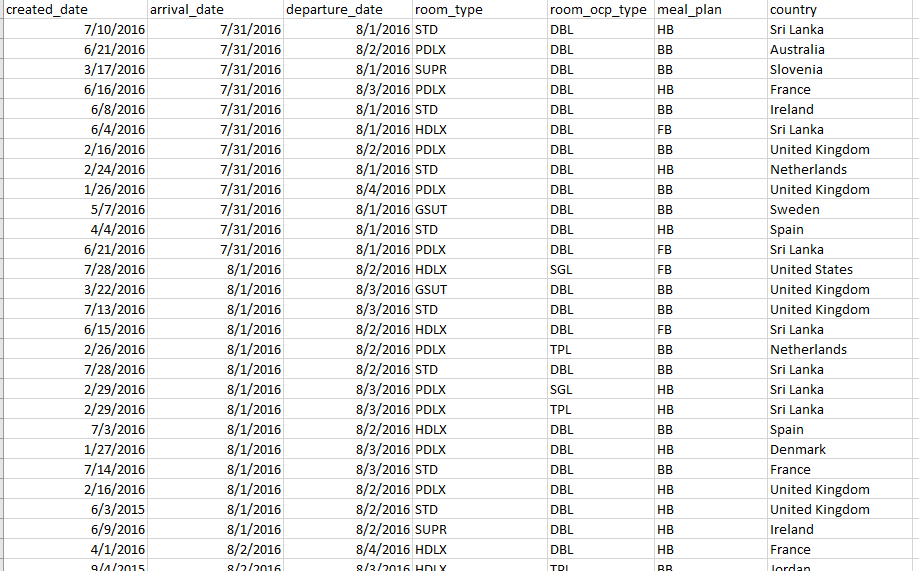 created_date arrival_date departure_date room_type room_ocp_type meal_plan country
7/10/2016 7/31/2016 8/1/2016 STD DBL HB Sri Lanka
6/21/2016 7/31/2016 8/2/2016 PDLX DBL BB Australia
3/17/2016 7/31/2016 8/1/2016 SUPR DBL BB Slovenia
6/16/2016 7/31/2016 8/3/2016 PDLX DBL HB France
6/8/2016 7/31/2016 8/1/2016 STD DBL BB Ireland
6/4/2016 7/31/2016 8/1/2016 HDLX DBL FB Sri Lanka
2/16/2016 7/31/2016 8/2/2016 PDLX DBL BB United Kingdom
2/24/2016 7/31/2016 8/1/2016 STD DBL HB Netherlands
1/26/2016 7/31/2016 8/4/2016 PDLX DBL BB United Kingdom
5/7/2016 7/31/2016 8/1/2016 GSUT DBL BB Sweden
4/4/2016 7/31/2016 8/1/2016 STD DBL HB Spain
6/21/2016 7/31/2016 8/1/2016 PDLX DBL FB Sri Lanka
7/28/2016 8/1/2016 8/2/2016 HDLX SGL FB United States
3/22/2016 8/1/2016 8/3/2016 GSUT DBL BB United Kingdom
7/13/2016 8/1/2016 8/3/2016 STD DBL BB United Kingdom
6/15/2016 8/1/2016 8/2/2016 HDLX DBL FB Sri Lanka
2/26/2016 8/1/2016 8/2/2016 PDLX TPL BB Netherlands
7/28/2016 8/1/2016 8/2/2016 STD DBL BB Sri Lanka
2/29/2016 8/1/2016 8/3/2016 PDLX SGL HB Sri Lanka
2/29/2016 8/1/2016 8/3/2016 PDLX TPL HB Sri Lanka
7/3/2016 8/1/2016 8/2/2016 HDLX DBL BB Spain
1/27/2016 8/1/2016 8/3/2016 PDLX DBL HB Denmark
7/14/2016 8/1/2016 8/3/2016 STD DBL BB France
2/16/2016 8/1/2016 8/2/2016 PDLX DBL HB United Kingdom
6/3/2015 8/1/2016 8/2/2016 STD DBL HB United Kingdom
6/9/2016 8/1/2016 8/2/2016 SUPR DBL HB Ireland
4/1/2016 8/2/2016 8/4/2016 HDLX DBL HB France
9/4/2015 8/2/2016 8/3/2016 HDLX TPL BB Jordan